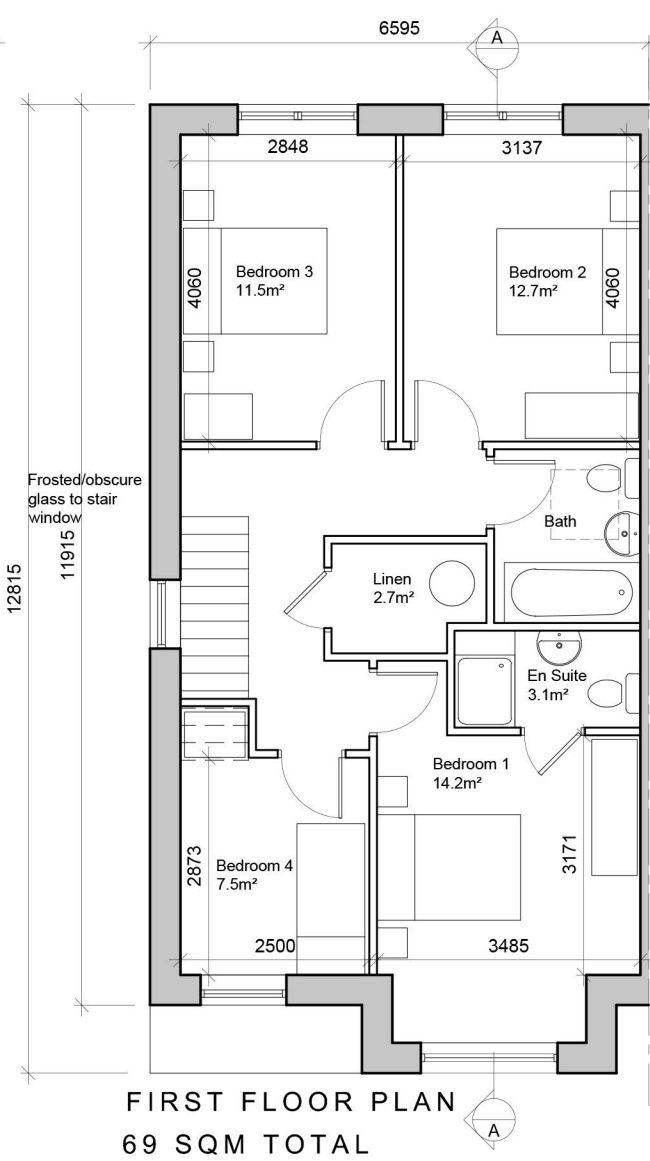 6595
A
2848
3137
Bedroom 3
11.5m²
4060
Bedroom 2
12.7m²
4060
Frosted/obscure
glass to stair
window
12815
11915
Bath
Linen
2.7m²
En Suite
3.1m²
Bedroom 1
14.2m²
2873
Bedroom 4
7.5m²
3171
2500
3485
FIRST FLOOR PLAN
69 SQM TOTAL
A